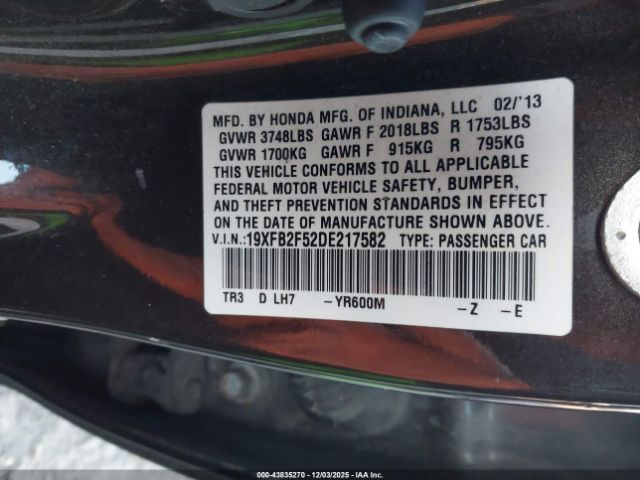 MFD. BY HONDA MFG. OF INDIANA, LLC 02/'13
GVWR 3748LBS GAWR F 2018LBS R 1753LBS
GVWR 1700KG GAWR F 915KG R 795KG
THIS VEHICLE CONFORMS TO ALL APPLICABLE
FEDERAL MOTOR VEHICLE SAFETY, BUMPER,
AND THEFT PREVENTION STANDARDS IN EFFECT
ON THE DATE OF MANUFACTURE SHOWN ABOVE.
V.I.N.:19XFB2F52DE217582 TYPE: PASSENGER CAR
TR3 D LH7 -YR600M -Z -E
000-43835270 - 12/03/2025 - IAAI.COM